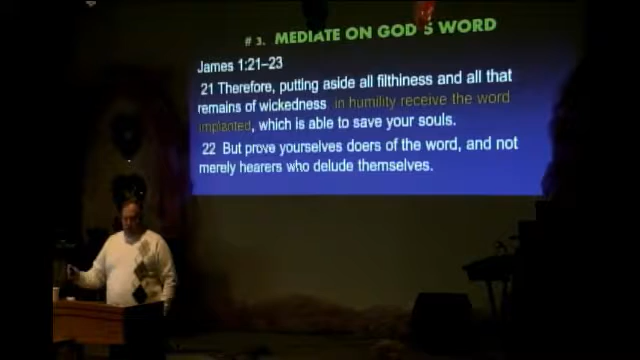 # 3. MEDIATE ON GOD'S WORD
James 1:21–23
21 Therefore, putting aside all filthiness and all that
remains of wickedness in humility receive the word
implanted, which is able to save your souls.
22 But prove yourselves doers of the word, and not
merely hearers who delude themselves.